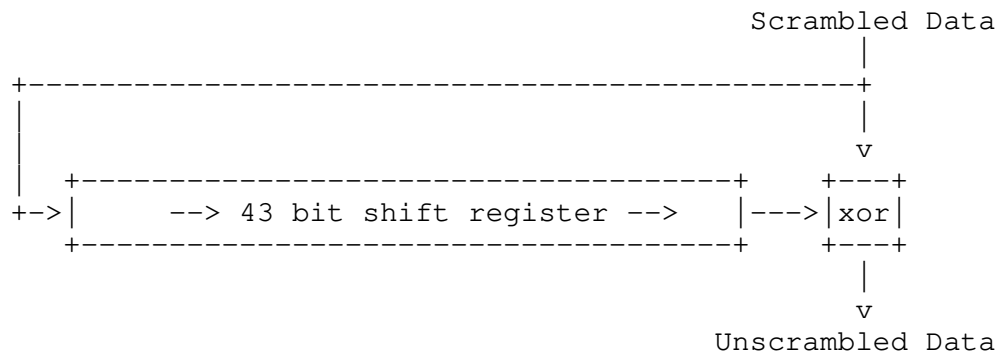 Scrambled Data
|
+------------------------------------------------+
| |
| v
| +--------------------------------------+ +---+
+->| --> 43 bit shift register --> |--->|xor|
+--------------------------------------+ +---+
|
v
Unscrambled Data